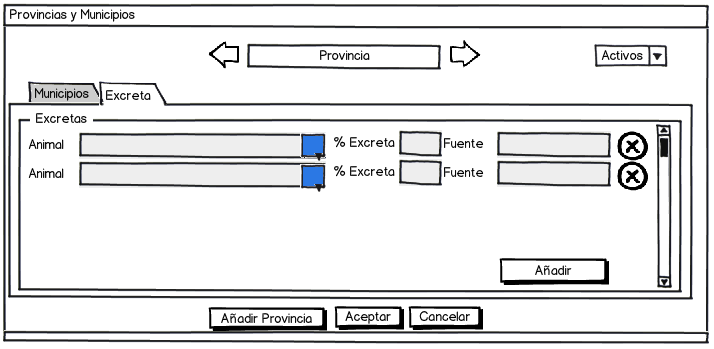 Provincias y Municipios
Provincia
Activos
Municipios
Excreta
Excretas
Animal
% Excreta
Fuente
Animal
% Excreta
Fuente
Añadir
Añadir Provincia
Aceptar
Cancelar